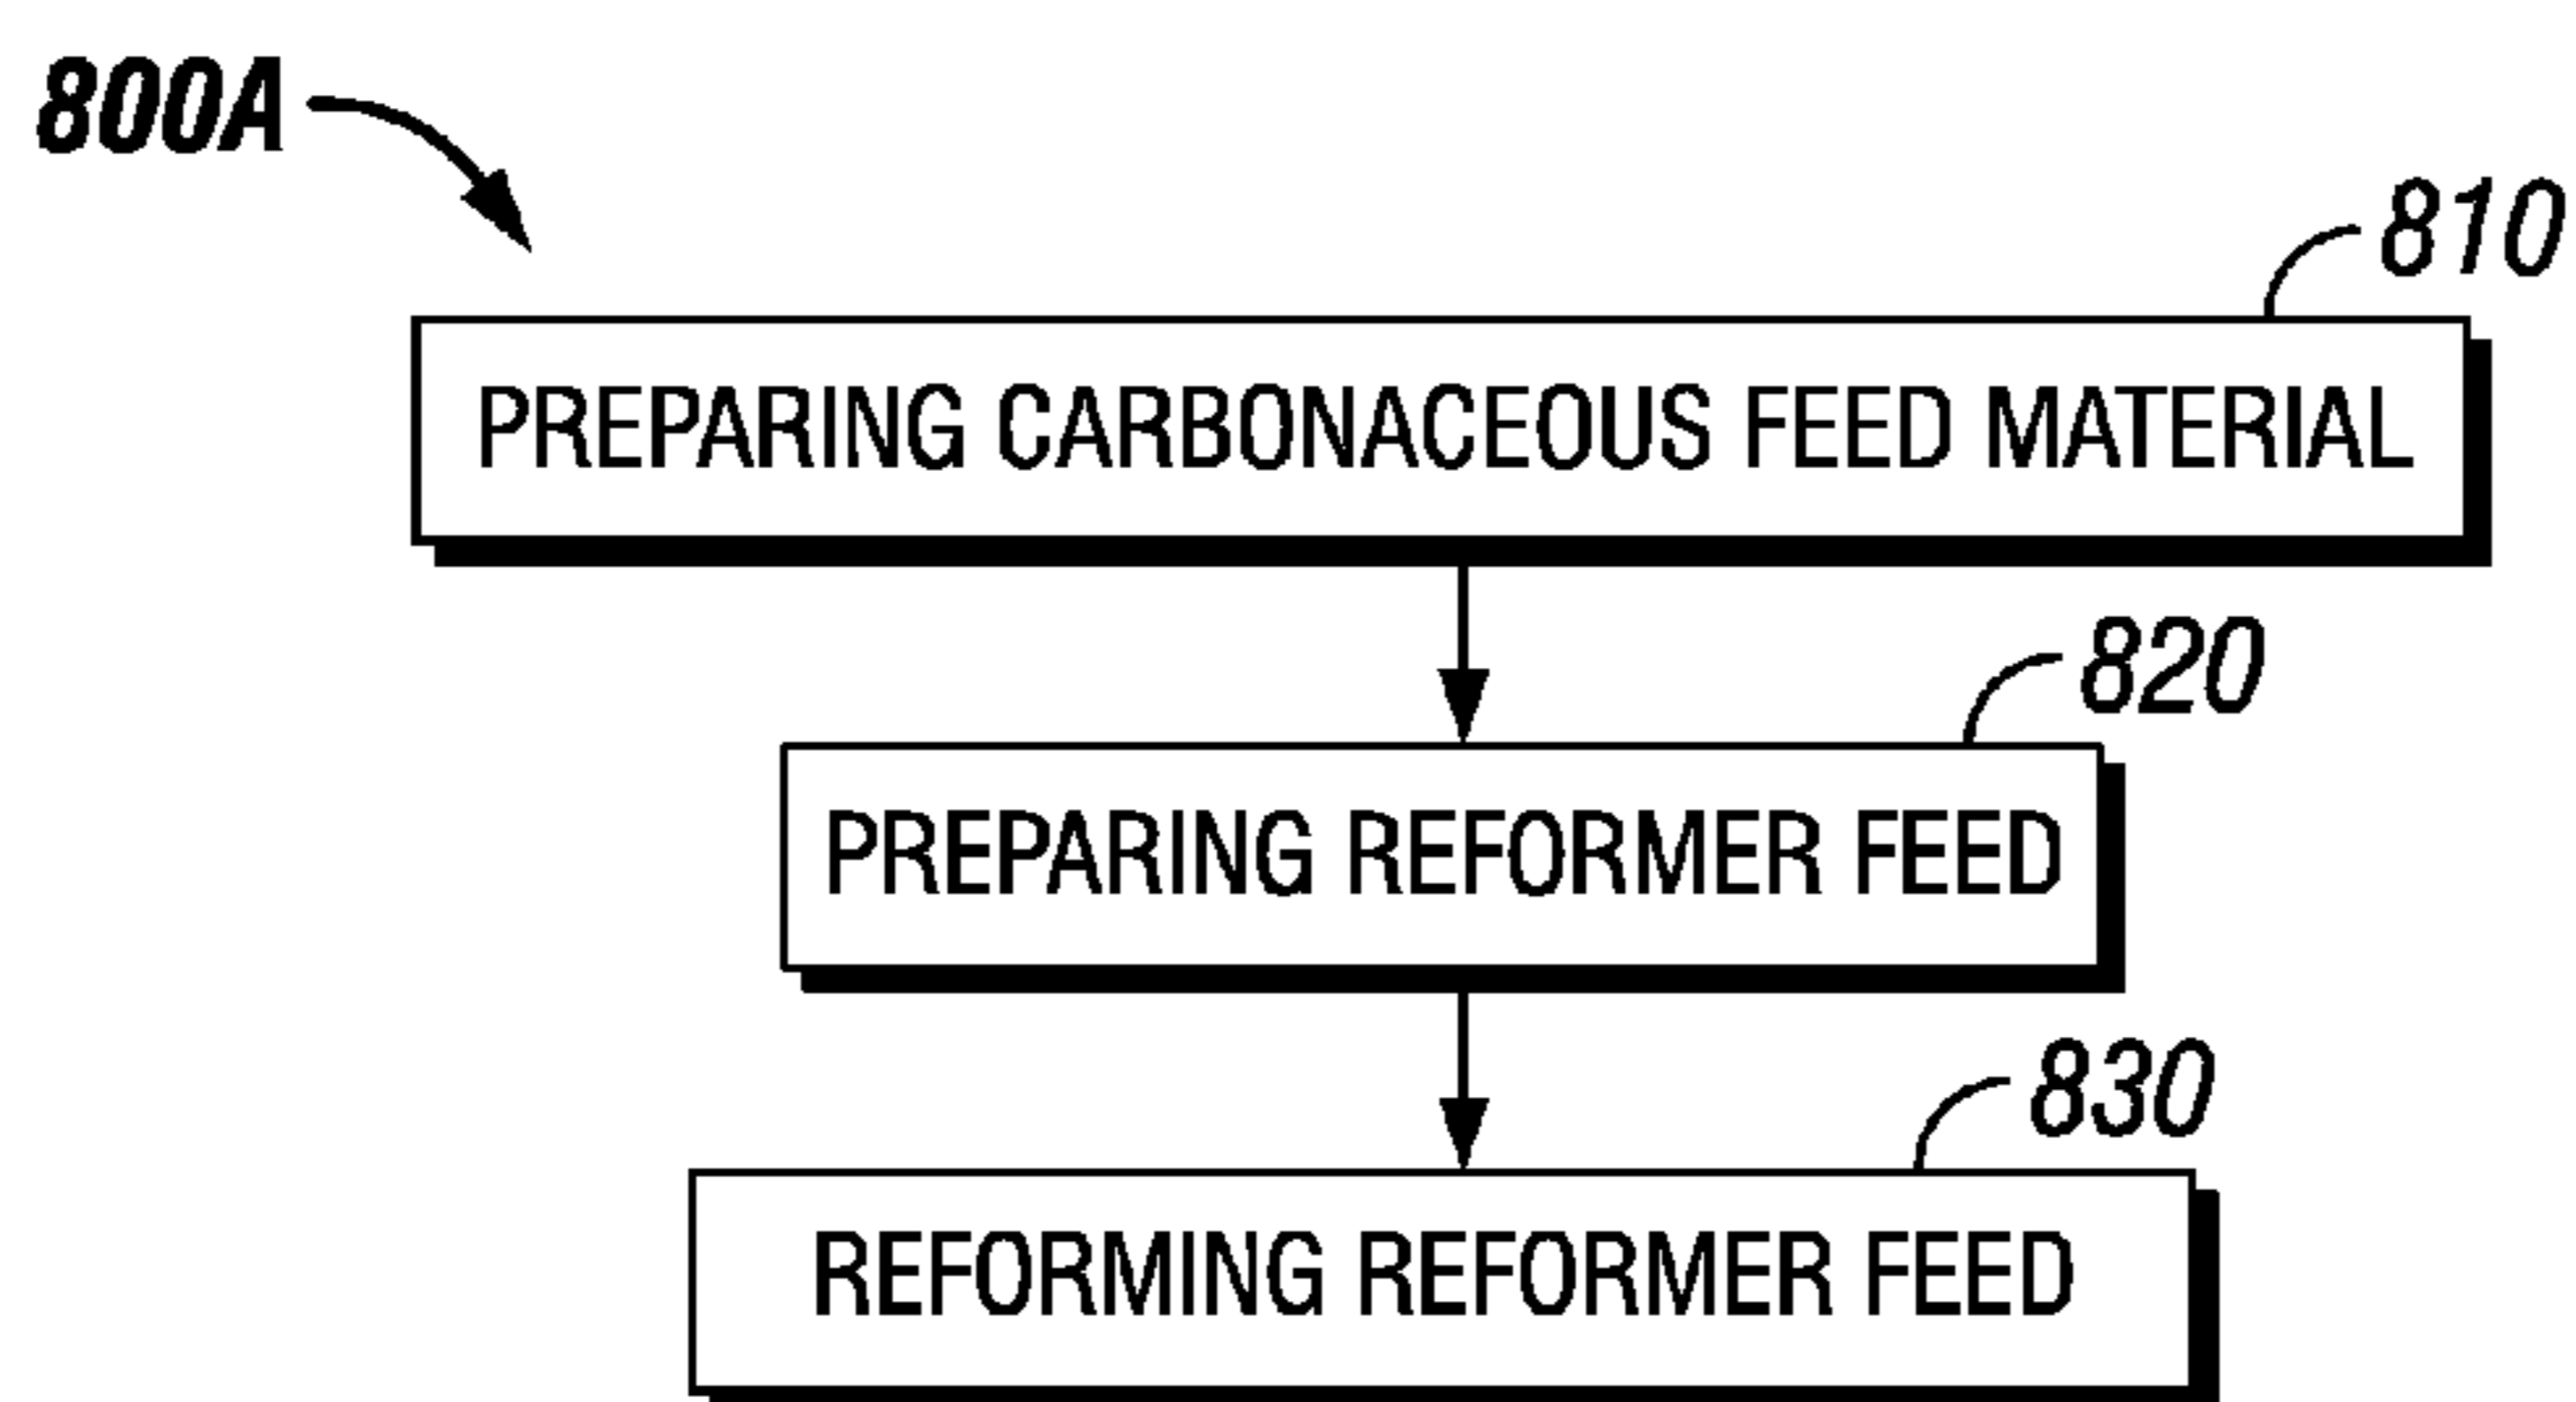 800A
810
PREPARING CARBONACEOUS FEED MATERIAL
820
PREPARING REFORMER FEED
830
REFORMING REFORMER FEED